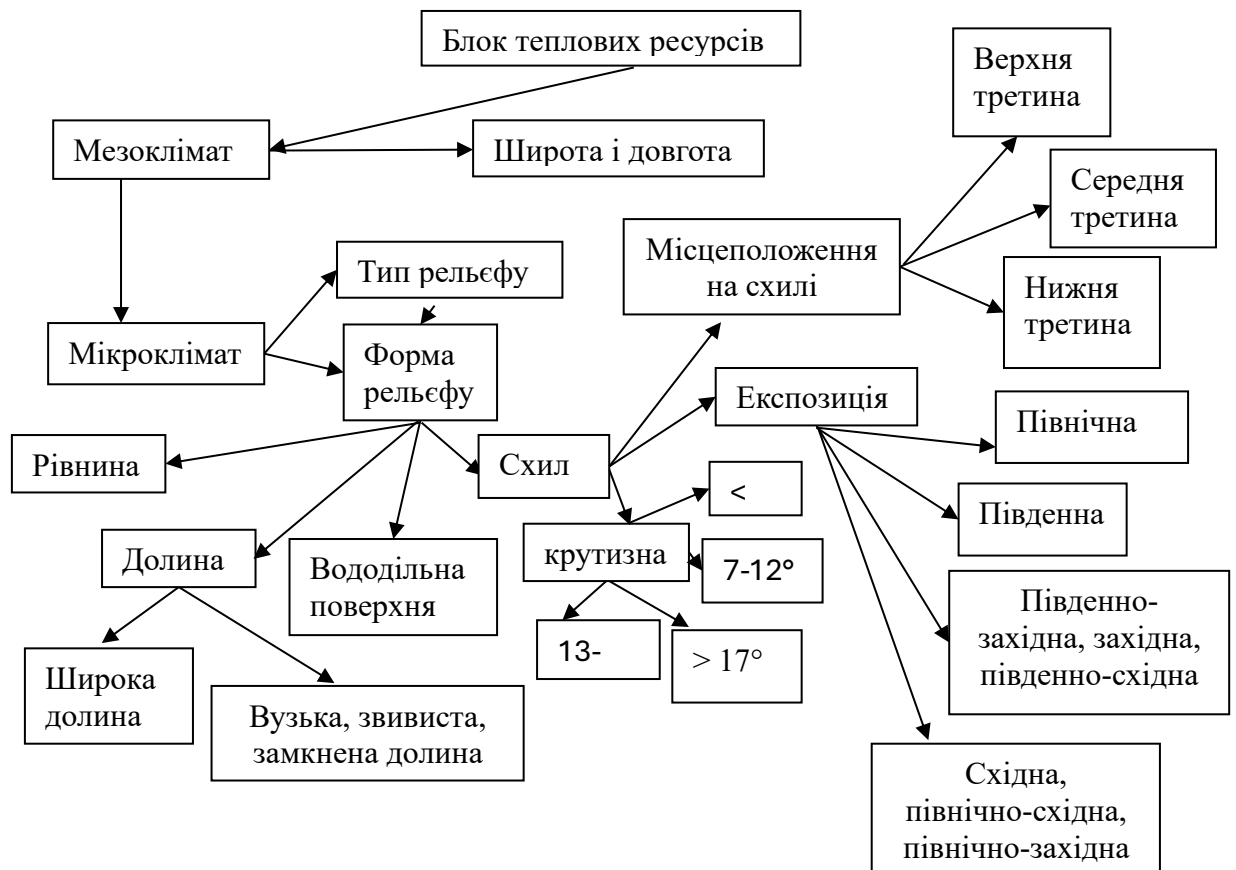 Блок теплових ресурсів
Верхня
третина
Мезоклімат
Широта і довгота
Середня
третина
Місцеположення
на схилі
Тип рельєфу
Нижня
третина
Мікроклімат
Форма
рельєфу
Експозиція
Північна
Рівнина
Схил
<
Південна
Долина
Вододільна
поверхня
крутизна
7-12°
Південно-
західна, західна,
південно-східна
13-
> 17°
Широка
долина
Вузька, звивиста,
замкнена долина
Східна,
північно-східна,
північно-західна